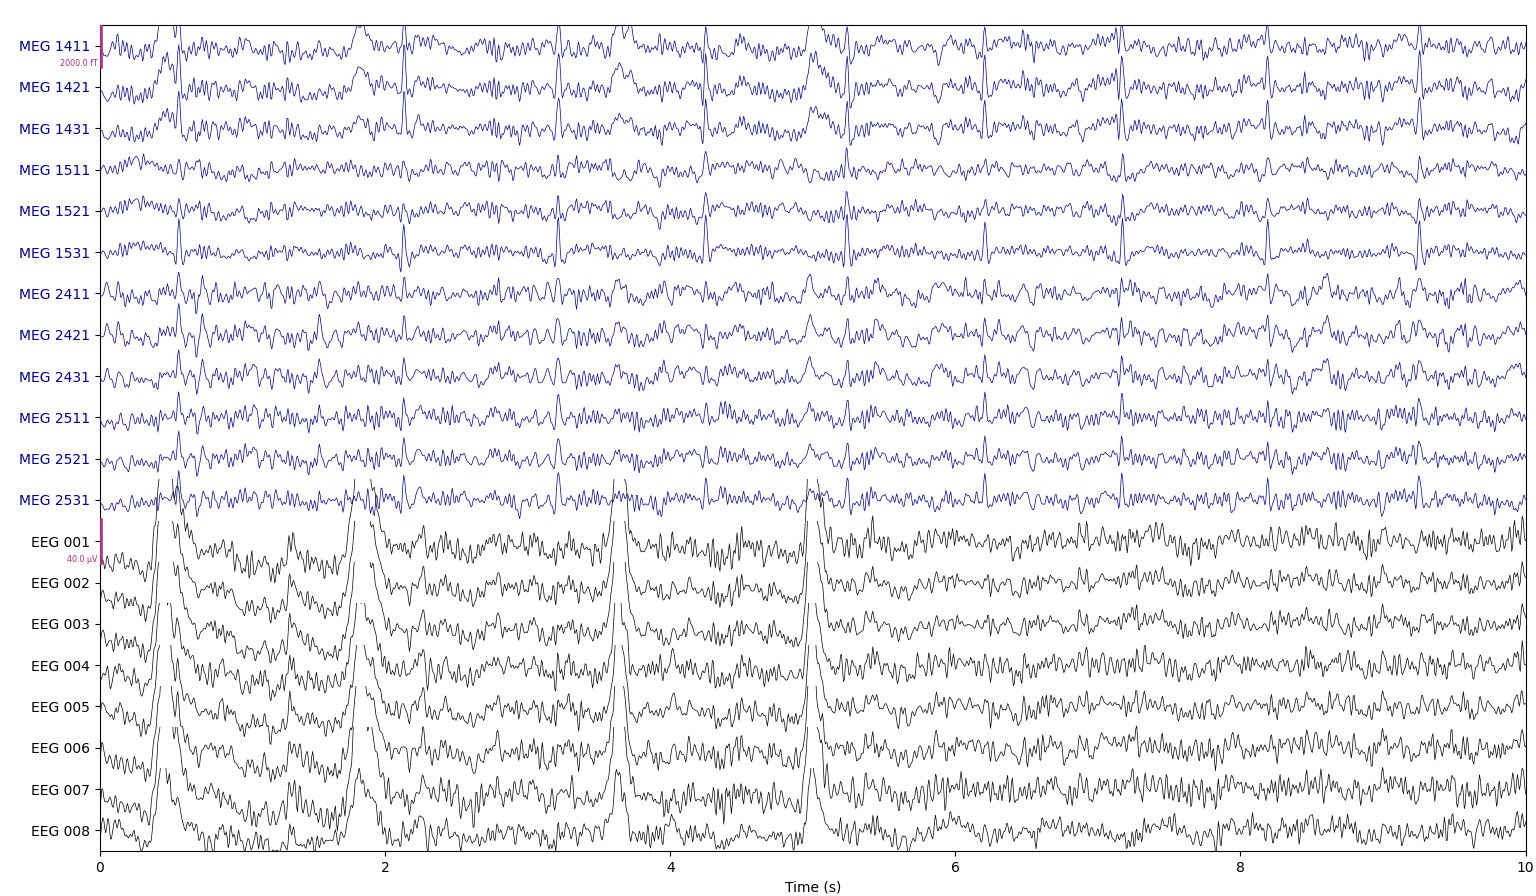 MEG 1411
2000.0 fT
MEG 1421
MEG 1431
MEG 1511
MEG 1521
MEG 1531
MEG 2411
MEG 2421
MEG 2431
MEG 2511
MEG 2521
MEG 2531
EEG 001
40.0 µV
EEG 002
EEG 003
EEG 004
EEG 005
EEG 006
EEG 007
EEG 008
0 2 4 6 8 10
Time (s)